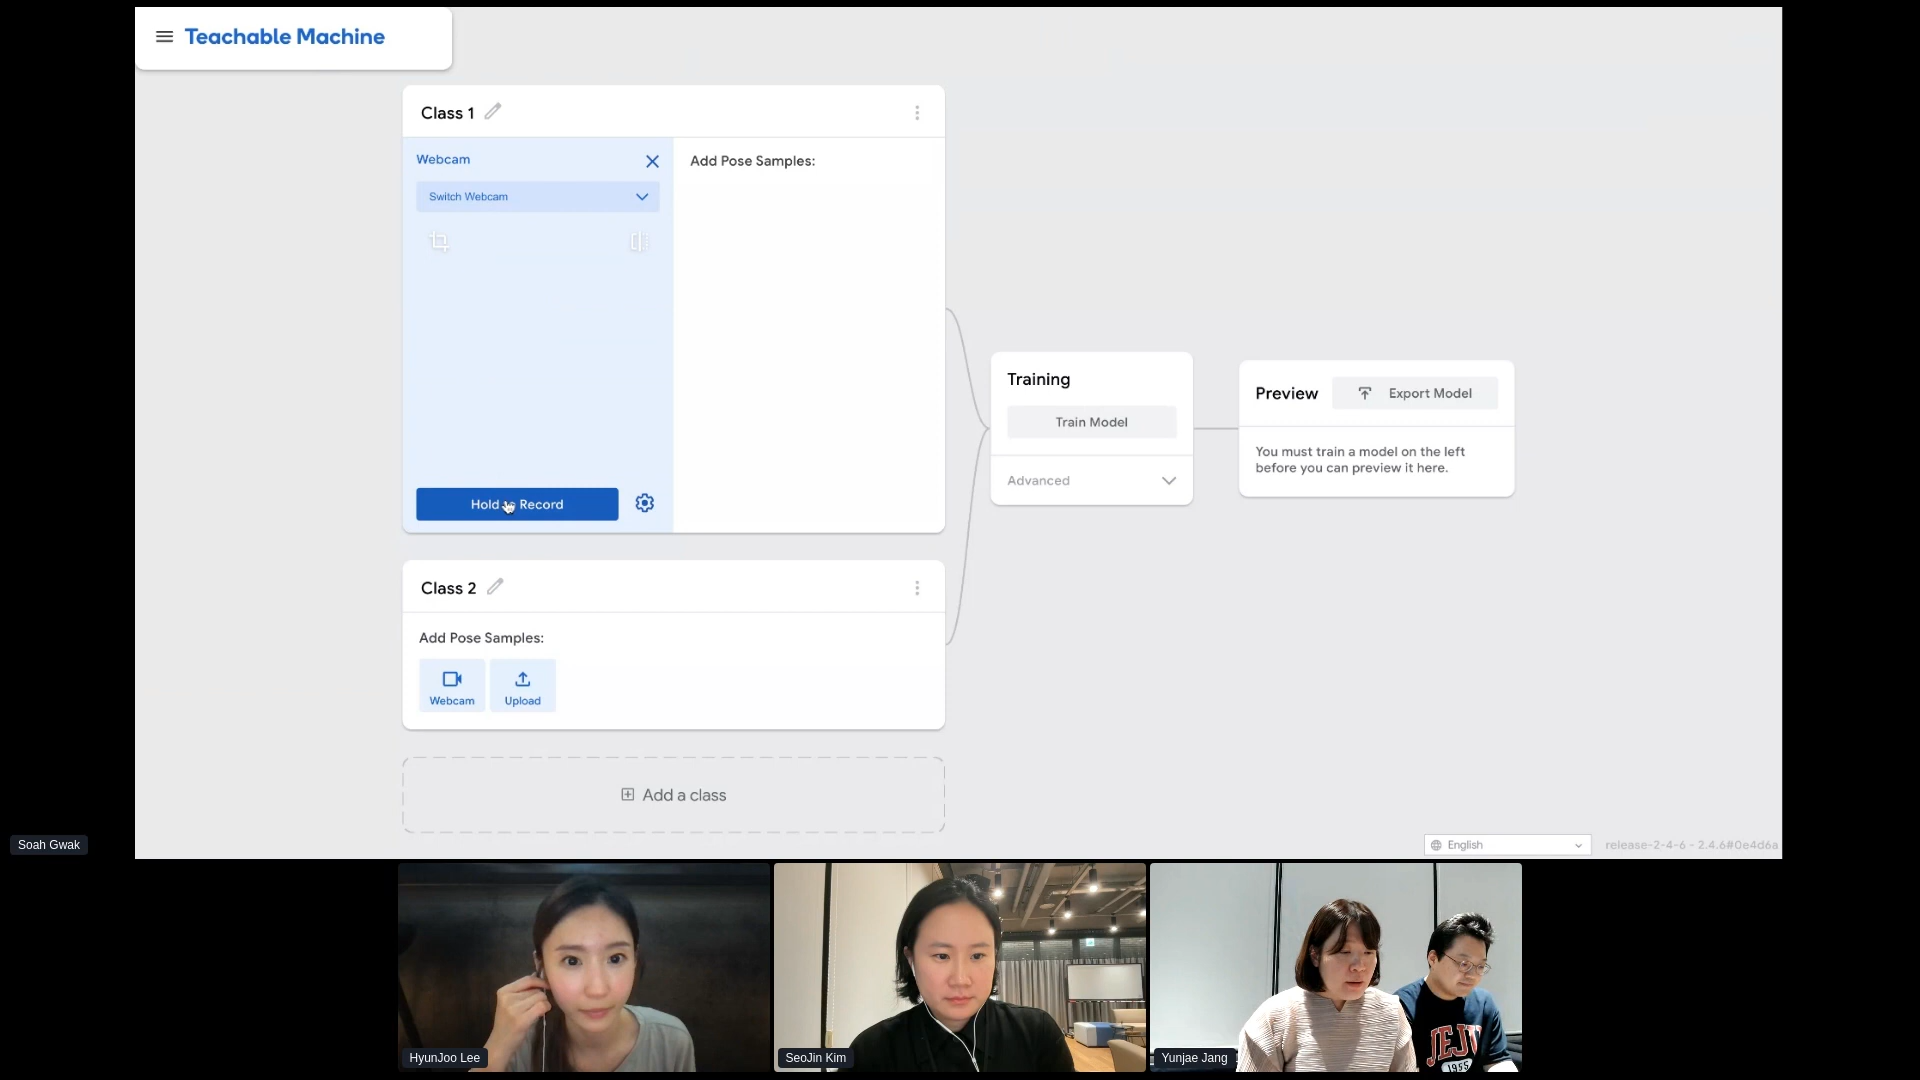 Teachable Machine
Class 1
Webcam
Switch Webcam
Add Pose Samples:
Hold to Record
Training
Train Model
Advanced
Preview
Export Model
You must train a model on the left
before you can preview it here.
Class 2
Add Pose Samples:
Webcam
Upload
Add a class
English
release-2-4-6 - 2.4.6#0e4d6a
Soah Gwak
HyunJoo Lee
SeoJin Kim
Yunjae Jang
JEJU
1955